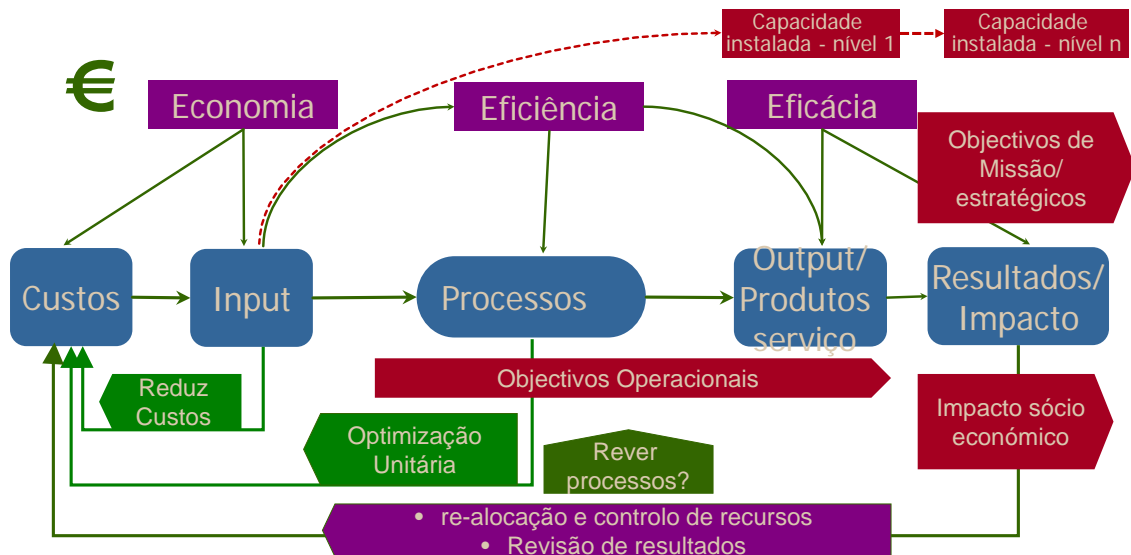 Capacidade
instalada - nível 1
Capacidade
instalada - nível n
€
Economia
Eficiência
Eficácia
Objectivos de
Missão/
estratégicos
Custos
Input
Processos
Output/
Produtos
serviço
Resultados/
Impacto
Reduz
Custos
Objectivos Operacionais
Impacto sócio
económico
Optimização
Unitária
Rever
processos?
• re-alocação e controlo de recursos
• Revisão de resultados